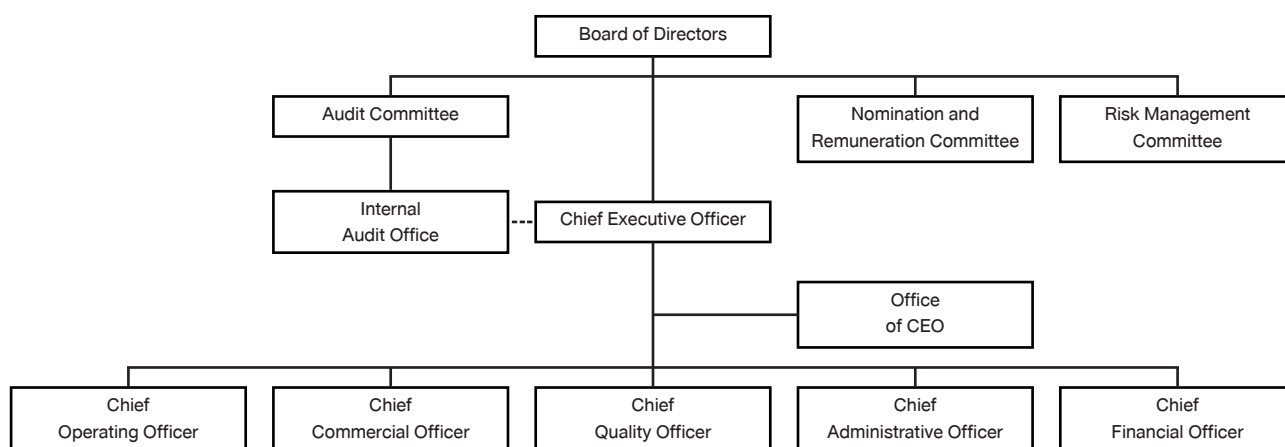 Board of Directors
Audit Committee
Nomination and
Remuneration Committee
Risk Management
Committee
Internal
Audit Office
Chief Executive Officer
Office
of CEO
Chief
Operating Officer
Chief
Commercial Officer
Chief
Quality Officer
Chief
Administrative Officer
Chief
Financial Officer